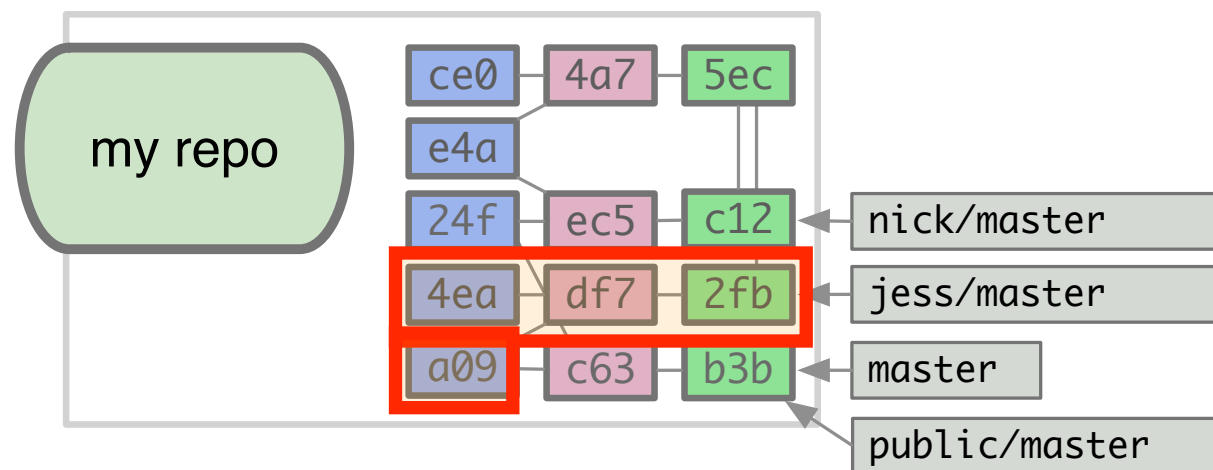 ce0 4a7 5ec
my repo
e4a
24f ec5 c12 nick/master
4ea df7 2fb jess/master
a09 c63 b3b master
public/master